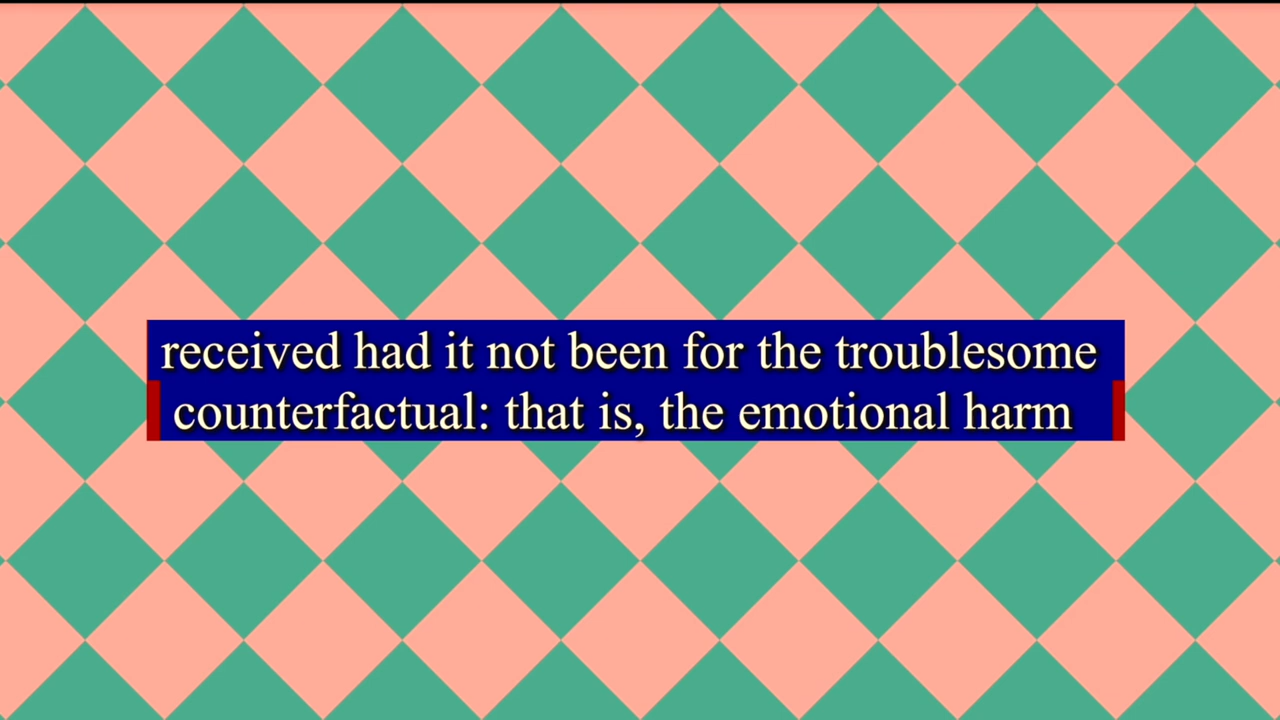 received had it not been for the troublesome
counterfactual: that is, the emotional harm